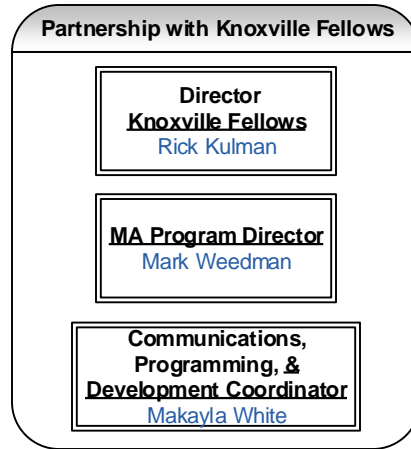 Partnership with Knoxville Fellows
Director
Knoxville Fellows
Rick Kulman
MA Program Director
Mark Weedman
Communications,
Programming, &
Development Coordinator
Makayla White